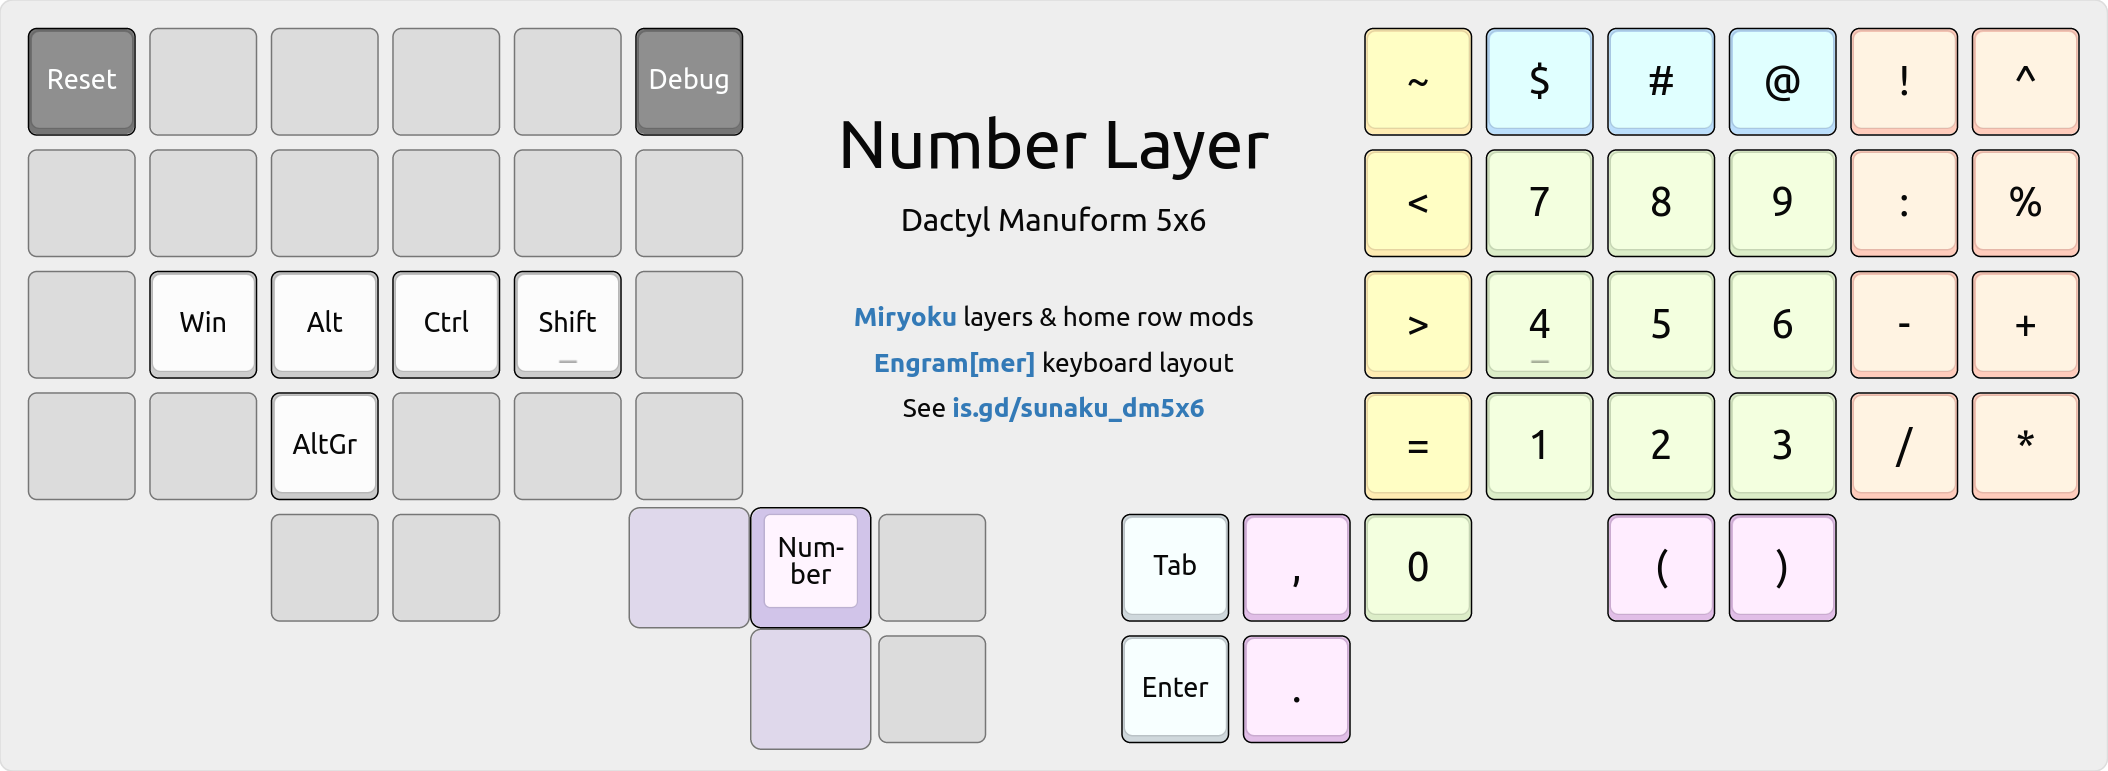 Reset Debug ~ $ # @ ! ^
Number Layer
Dactyl Manuform 5x6
< 7 8 9 : %
Win Alt Ctrl Shift _
Miryoku layers & home row mods
Engram[mer] keyboard layout
See is.gd/sunaku_dm5x6
> 4 _ 5 6 - +
AltGr = 1 2 3 / *
Num-
ber
Tab , 0 ( )
Enter .